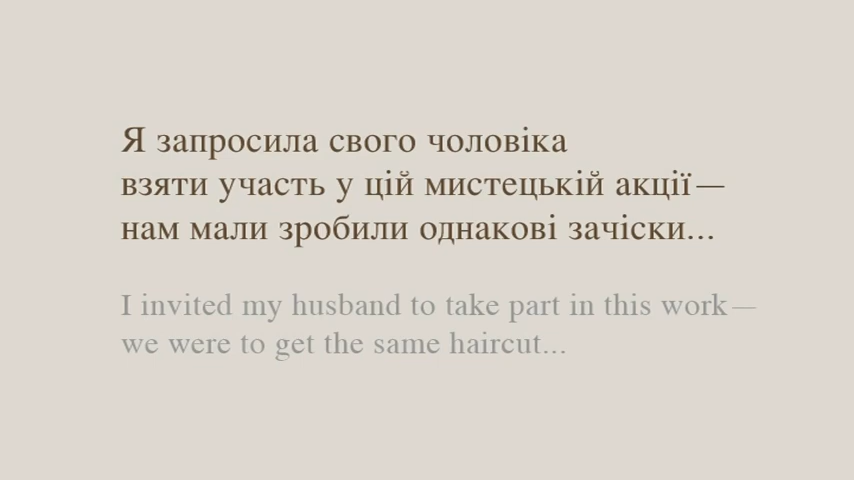 Я запросила свого чоловіка
взяти участь у цій мистецькій акції —
нам мали зробили однакові зачіски...
I invited my husband to take part in this work —
we were to get the same haircut...